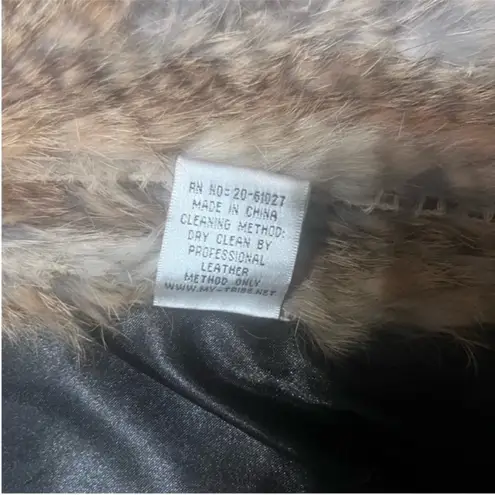 RN NO: 20-61027
MADE IN CHINA
CLEANING METHOD:
DRY CLEAN BY
PROFESSIONAL
LEATHER
METHOD ONLY
WWW.MY-TRIBE.NET